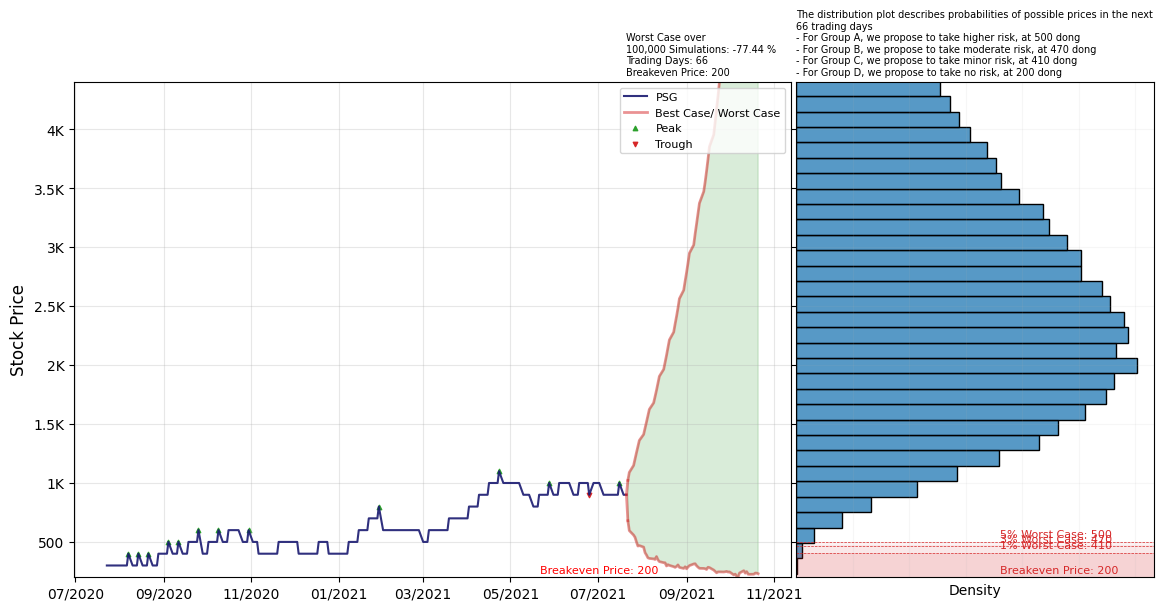 The distribution plot describes probabilities of possible prices in the next
66 trading days
- For Group A, we propose to take higher risk, at 500 dong
- For Group B, we propose to take moderate risk, at 470 dong
- For Group C, we propose to take minor risk, at 410 dong
- For Group D, we propose to take no risk, at 200 dong
Worst Case over
100,000 Simulations: -77.44 %
Trading Days: 66
Breakeven Price: 200
PSG
Best Case/ Worst Case
Peak
Trough
Stock Price
4K
3.5K
3K
2.5K
2K
1.5K
1K
500
07/2020
09/2020
11/2020
01/2021
03/2021
05/2021
07/2021
09/2021
11/2021
Breakeven Price: 200
5% Worst Case: 500
3% Worst Case: 470
1% Worst Case: 410
Breakeven Price: 200
Density